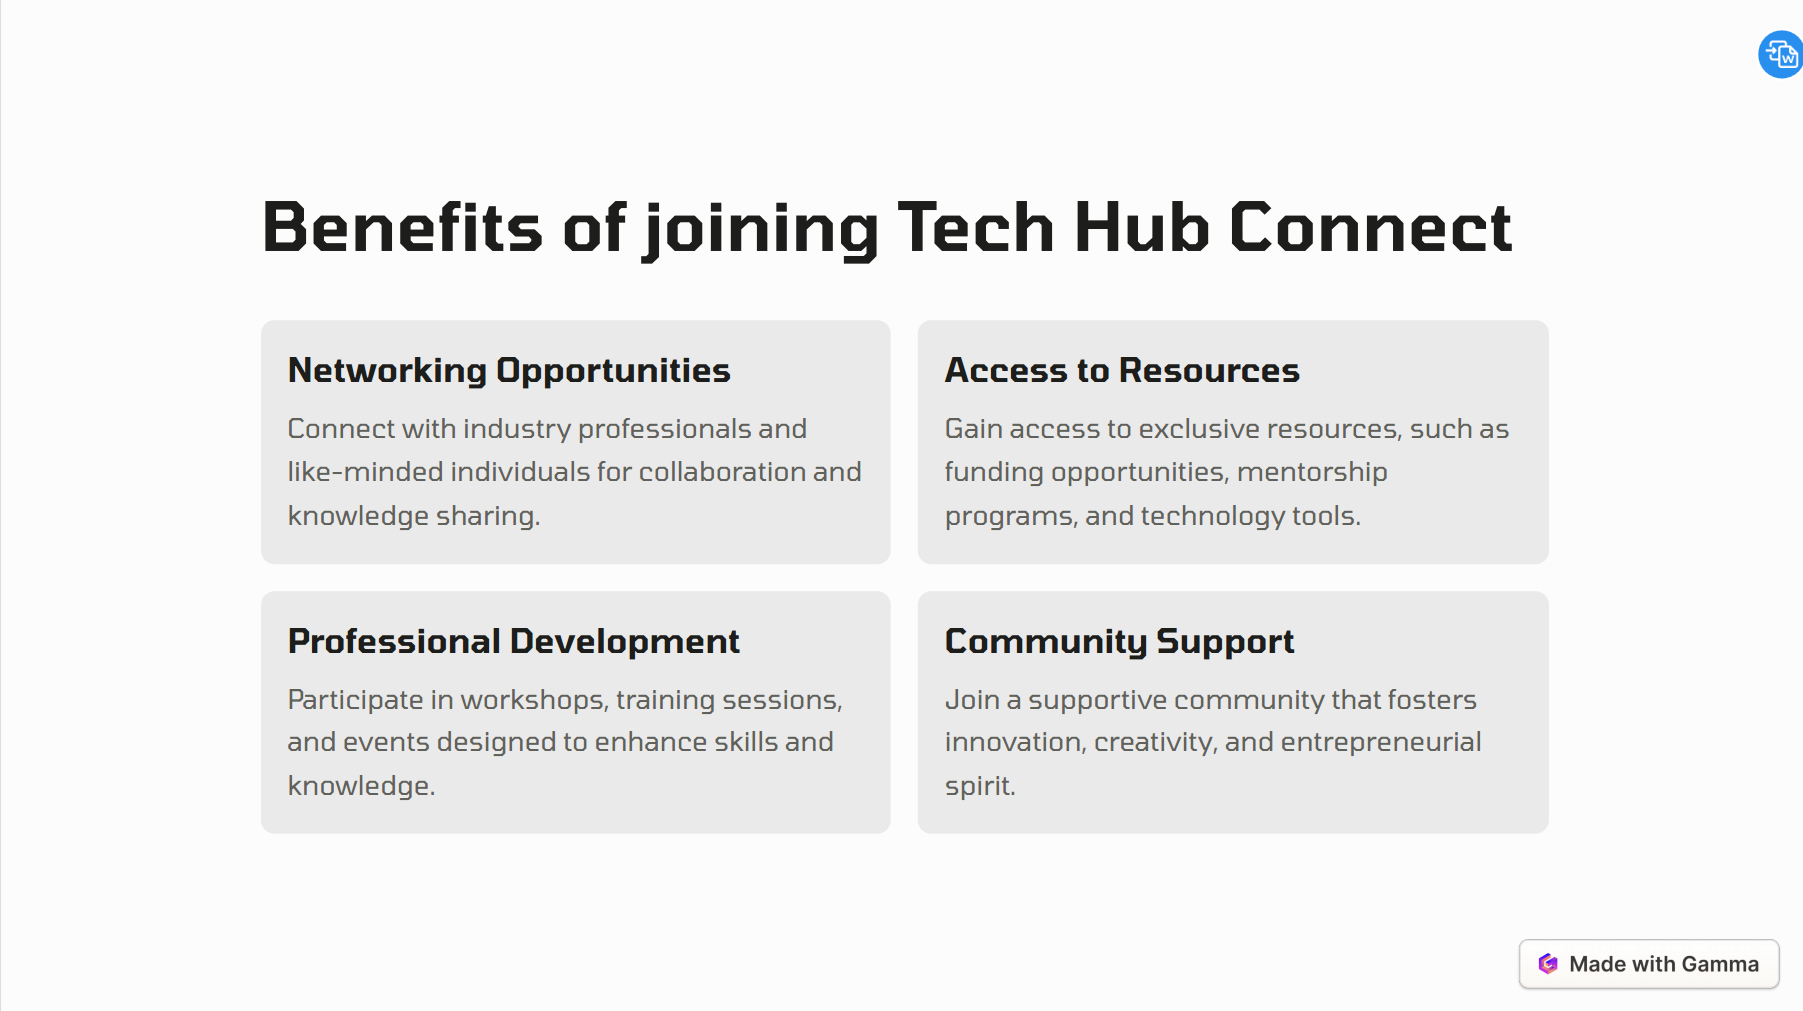 Benefits of joining Tech Hub Connect
Networking Opportunities
Connect with industry professionals and
like-minded individuals for collaboration and
knowledge sharing.
Access to Resources
Gain access to exclusive resources, such as
funding opportunities, mentorship
programs, and technology tools.
Professional Development
Participate in workshops, training sessions,
and events designed to enhance skills and
knowledge.
Community Support
Join a supportive community that fosters
innovation, creativity, and entrepreneurial
spirit.
W
Made with Gamma